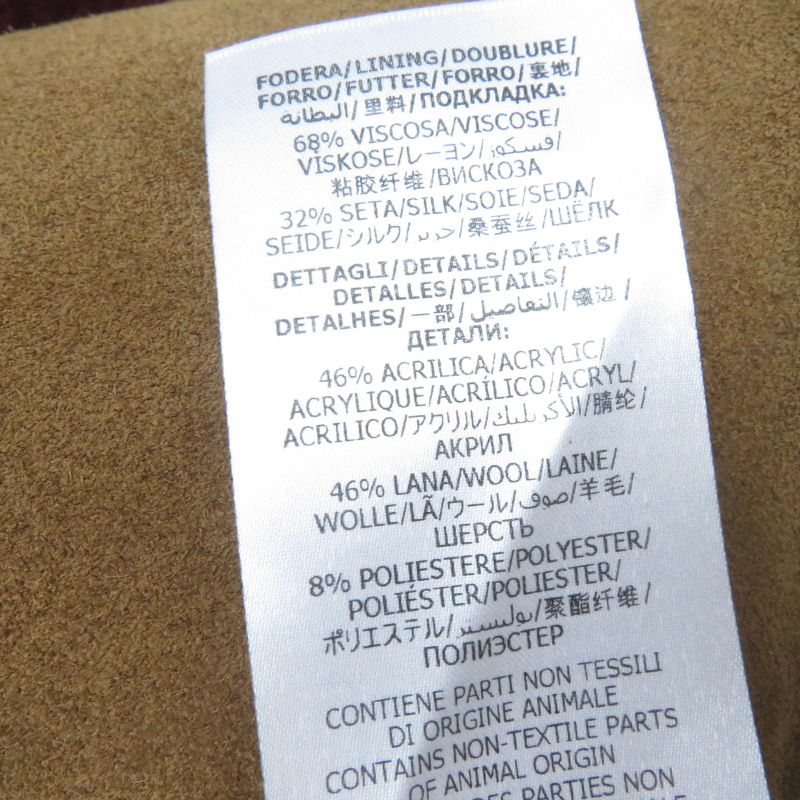 FODERA/LINING/DOUBLURE/
FORRO/FUTTER/FORRO/裏地/
البطانه/里料/ПОДКЛАДКА:
68% VISCOSA/VISCOSE/
VISKOSE/レーヨン/فسكوز/
粘胶纤维/ВИСКОЗА
32% SETA/SILK/SOIE/SEDA/
SEIDE/シルク/حرير/桑蚕丝/ШЁЛК
DETTAGLI/DETAILS/DÉTAILS/
DETALLES/DETAILS/
DETALHES/一部/التفاصيل/镶边/
ДЕТАЛИ:
46% ACRILICA/ACRYLIC/
ACRYLIQUE/ACRÍLICO/ACRYL/
ACRILICO/アクリル/الأكريليك/腈纶/
АКРИЛ
46% LANA/WOOL/LAINE/
WOLLE/LÃ/ウール/صوف/羊毛/
ШЕРСТЬ
8% POLIESTERE/POLYESTER/
POLIÉSTER/POLIESTER/
ポリエステル/بوليستير/聚酯纤维/
ПОЛИЭСТЕР
CONTIENE PARTI NON TESSILI
DI ORIGINE ANIMALE
CONTAINS NON-TEXTILE PARTS
OF ANIMAL ORIGIN
DES PARTIES NON